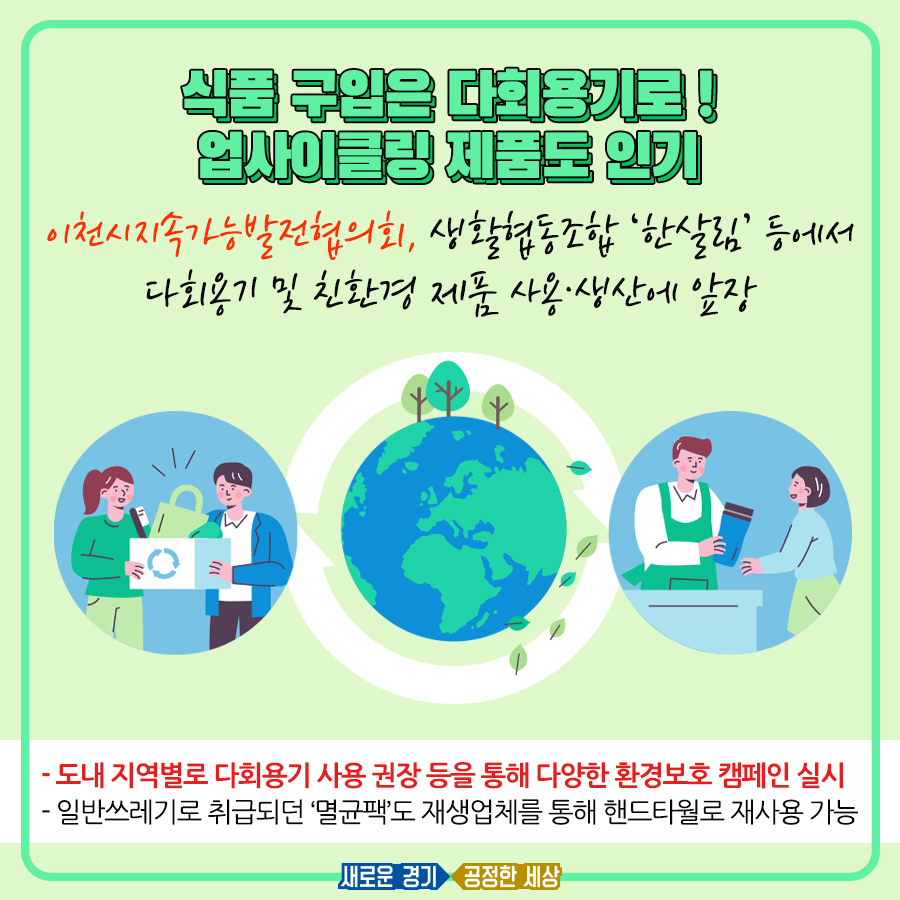 식품 구입은 다회용기로 !
업사이클링 제품도 인기
이천시지속가능발전협의회, 생활협동조합 ‘한살림’ 등에서
다회용기 및 친환경 제품 사용·생산에 앞장
- 도내 지역별로 다회용기 사용 권장 등을 통해 다양한 환경보호 캠페인 실시
- 일반쓰레기로 취급되던 ‘멸균팩’도 재생업체를 통해 핸드타월로 재사용 가능
새로운 경기 공정한 세상